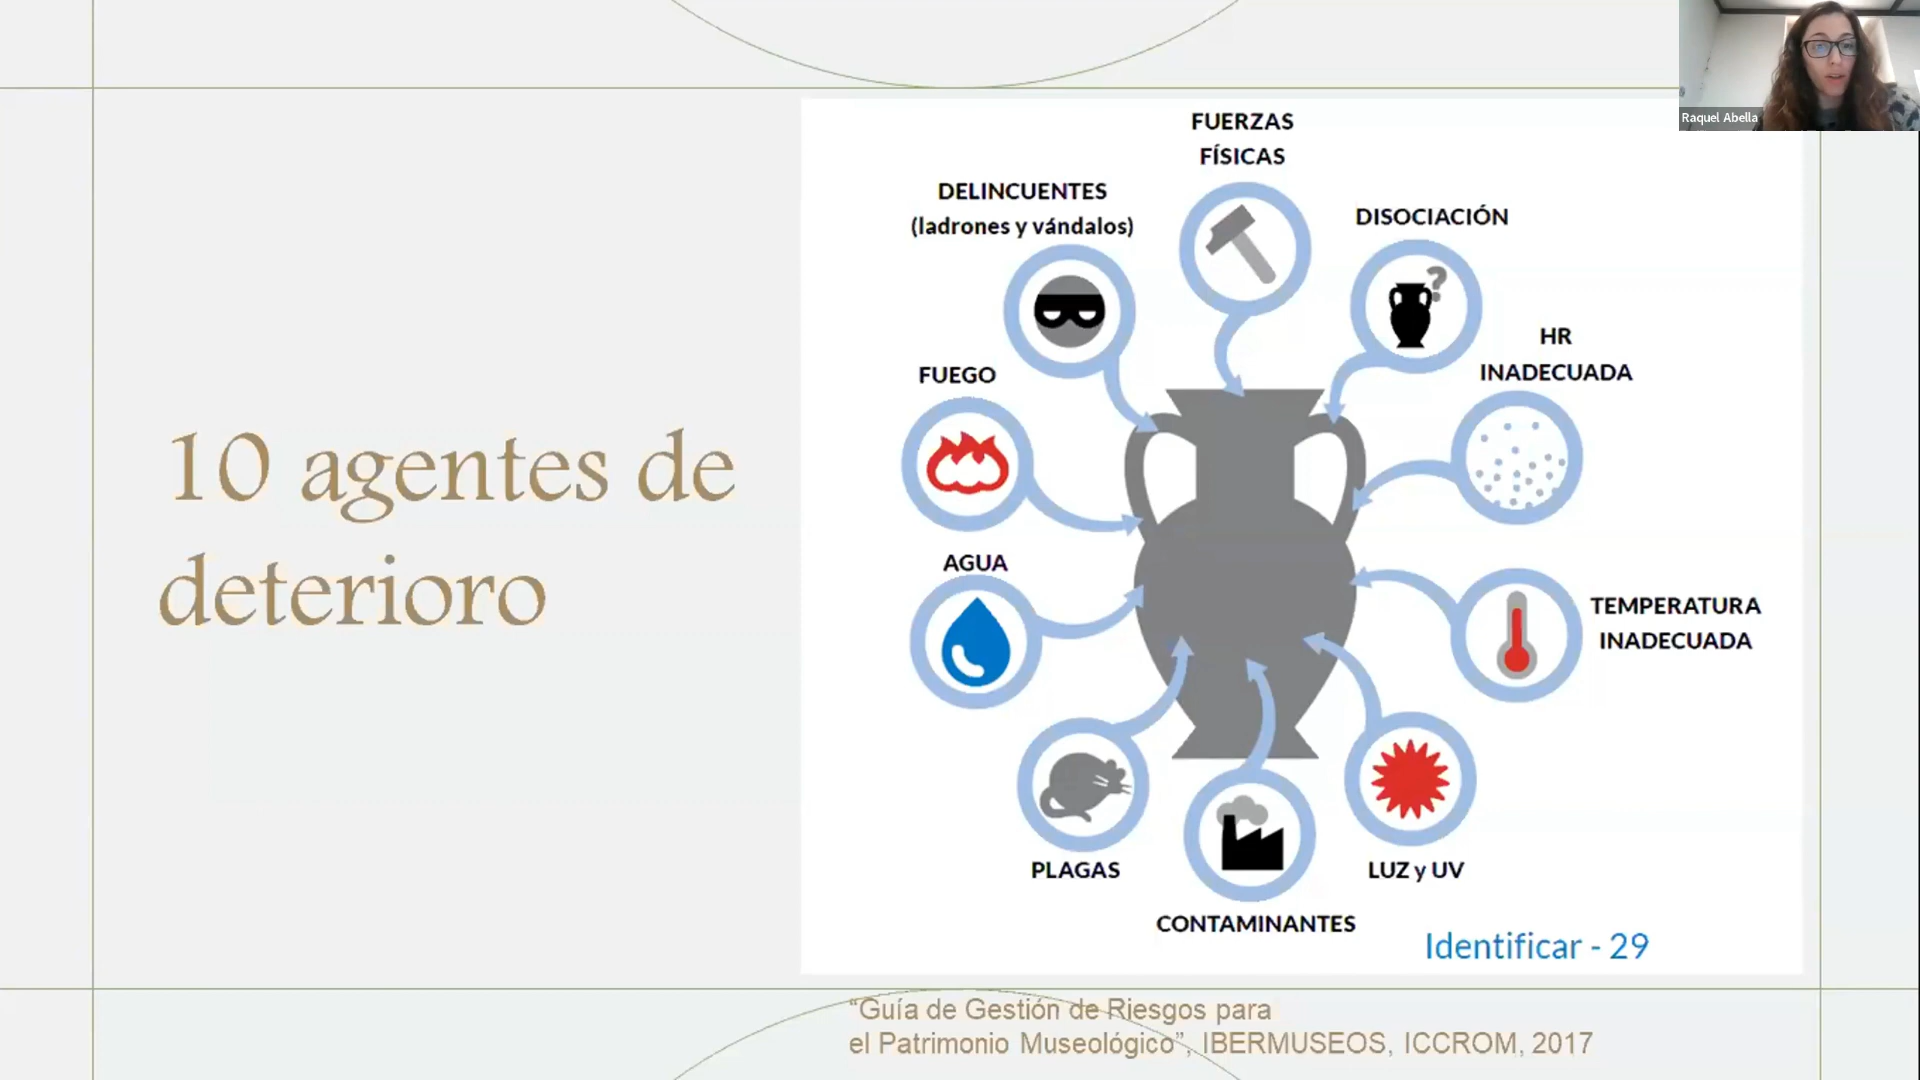 Raquel Abella
10 agentes de
deterioro
FUERZAS
FÍSICAS
DELINCUENTES
(ladrones y vándalos)
DISOCIACIÓN
?
HR
INADECUADA
FUEGO
AGUA
TEMPERATURA
INADECUADA
PLAGAS
LUZ y UV
CONTAMINANTES
Identificar - 29
“Guía de Gestión de Riesgos para
el Patrimonio Museológico”, IBERMUSEOS, ICCROM, 2017